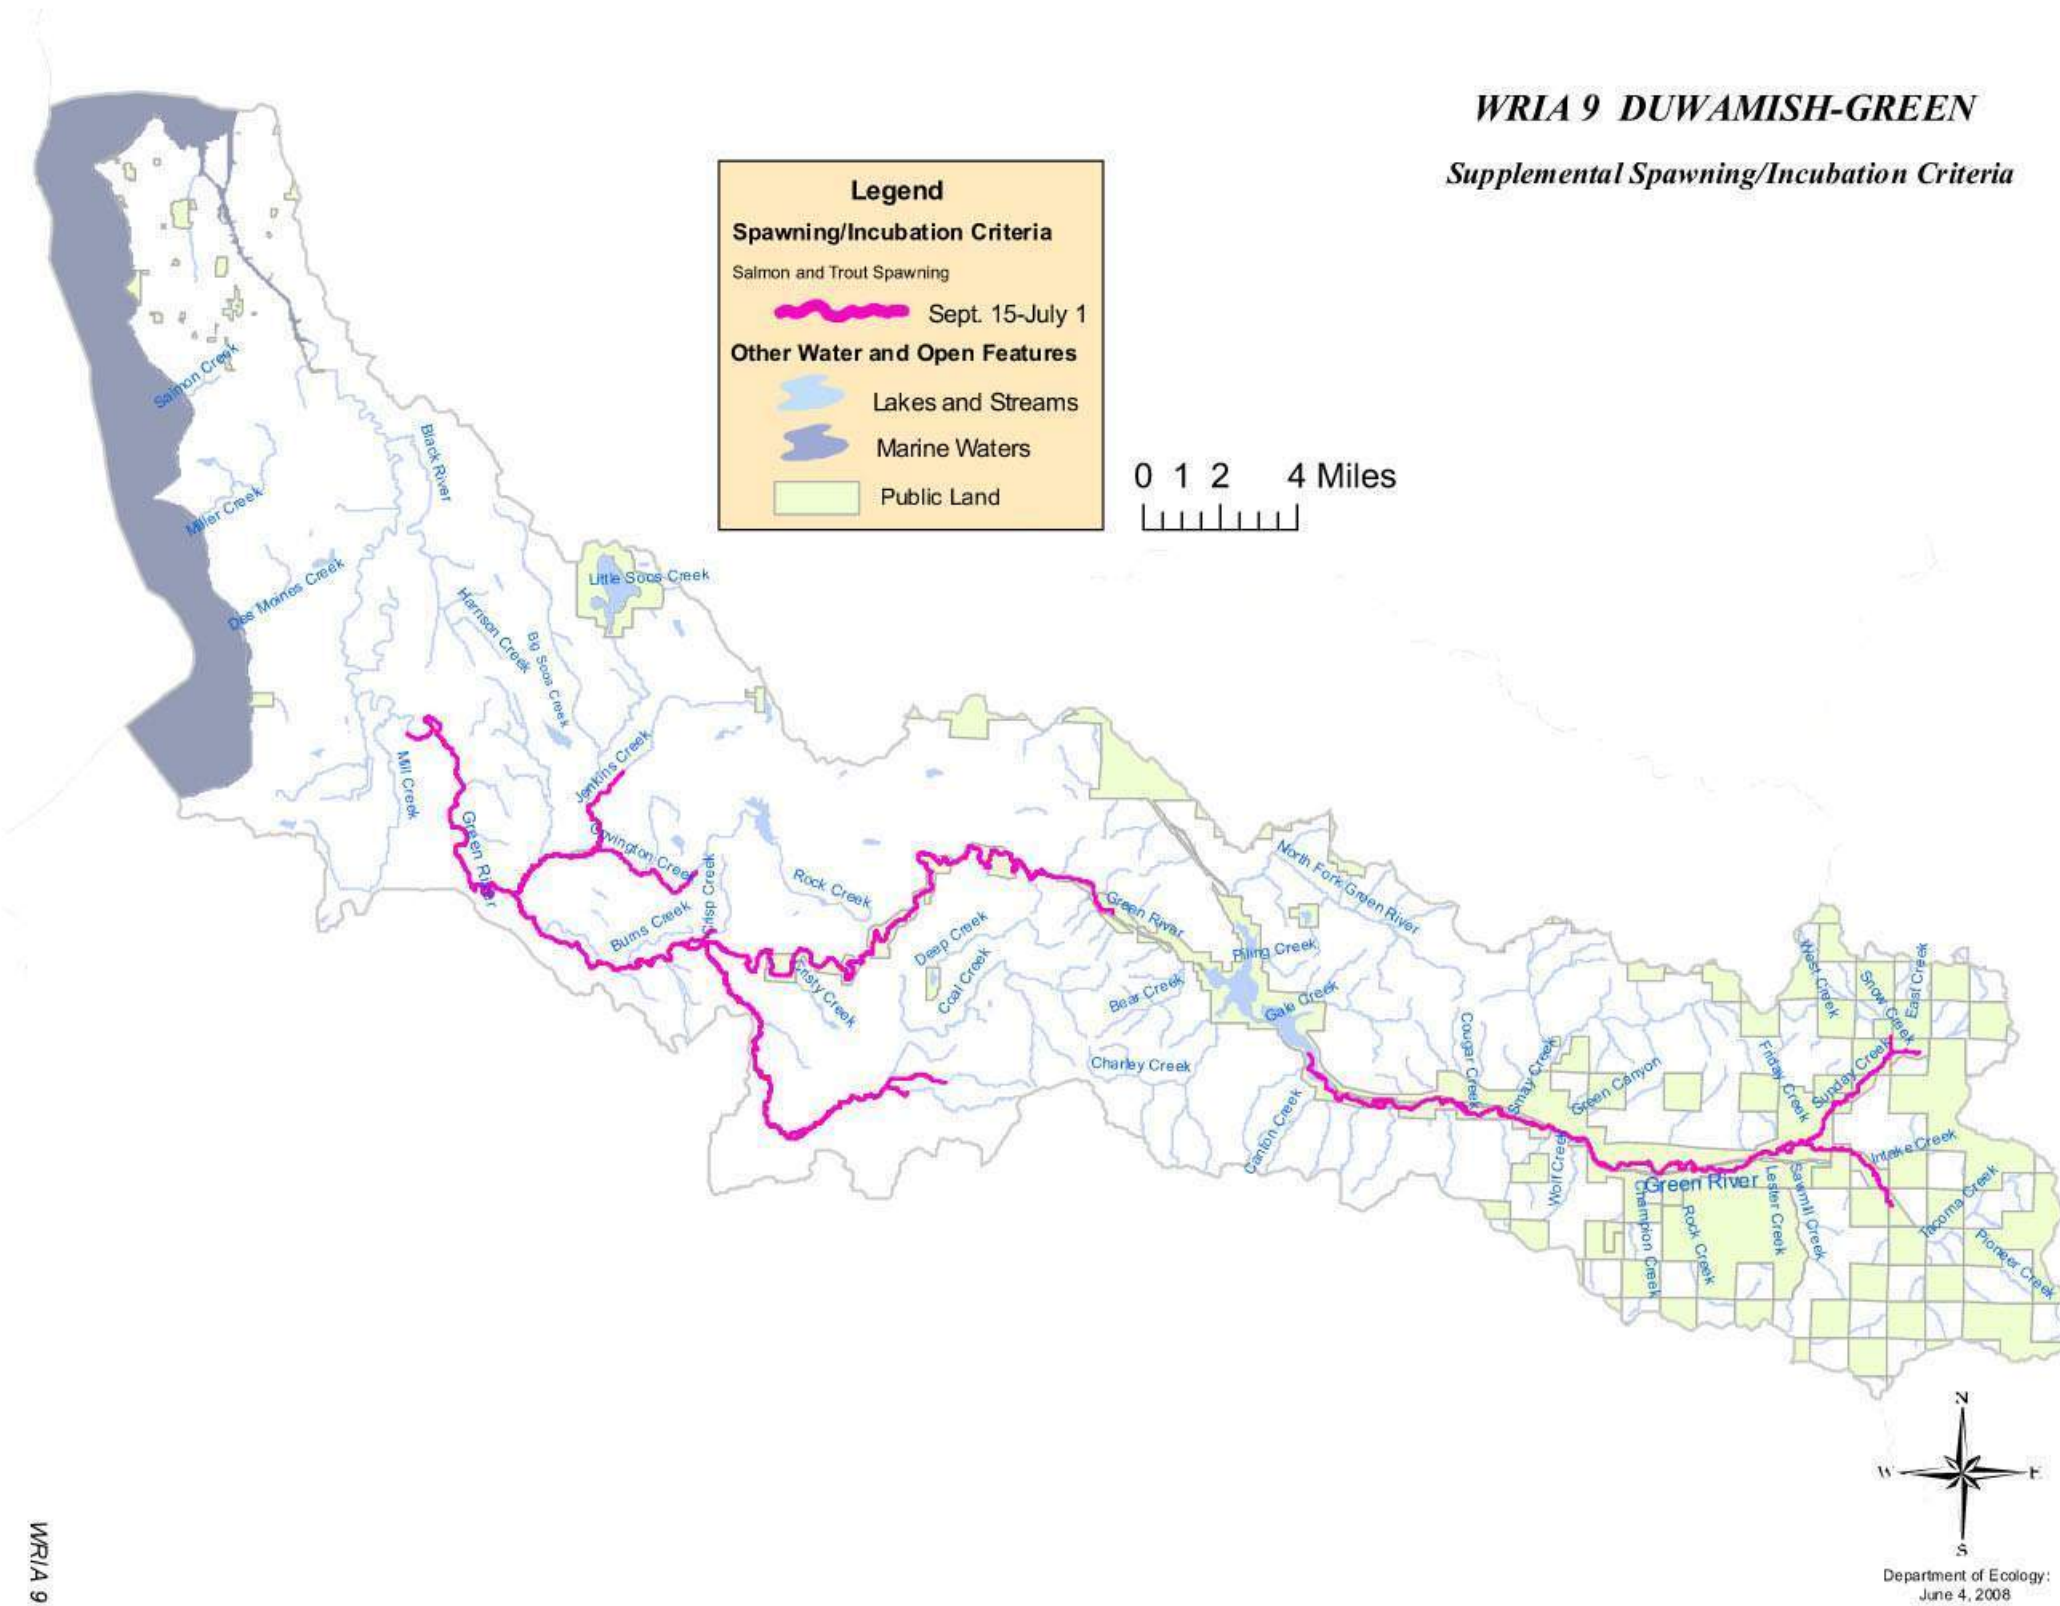 WRIA 9 DUWAMISH-GREEN
Supplemental Spawning/Incubation Criteria
Legend
Spawning/Incubation Criteria
Salmon and Trout Spawning
Sept. 15-July 1
Other Water and Open Features
Lakes and Streams
Marine Waters
Public Land
0 1 2 4 Miles
Salmon Creek
Black River
Miller Creek
Des Moines Creek
Little Soos Creek
Harrison Creek
Big Soos Creek
Mill Creek
Jenkins Creek
Green River
Covington Creek
Crisp Creek
Burns Creek
Rock Creek
Cristy Creek
Deep Creek
Coal Creek
Green River
North Fork Green River
Piling Creek
Bear Creek
Gale Creek
Charley Creek
Canton Creek
Cougar Creek
Smay Creek
Green Canyon
Wolf Creek
Friday Creek
West Creek
Snow Creek
East Creek
Sunday Creek
Intake Creek
Green River
Champion Creek
Rock Creek
Lester Creek
Sawmill Creek
Tacoma Creek
Pioneer Creek
N
W
E
S
Department of Ecology:
June 4, 2008
WRIA 9